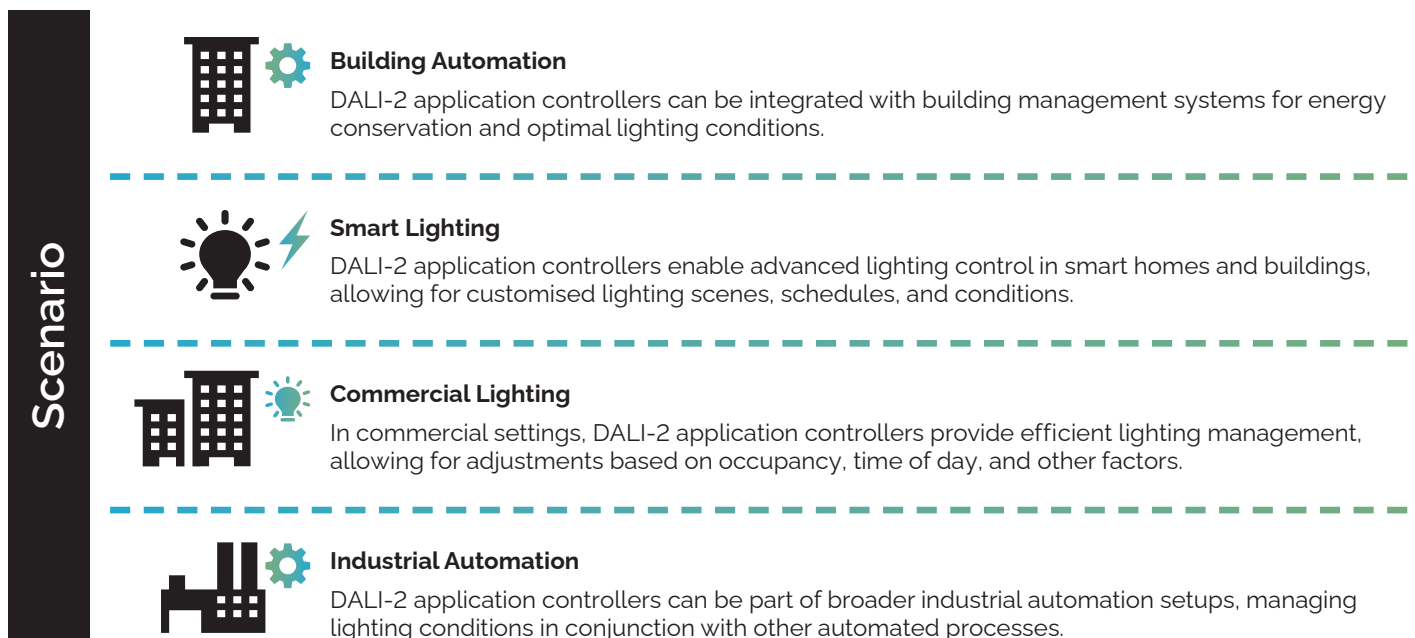 Scenario
Building Automation
DALI-2 application controllers can be integrated with building management systems for energy
conservation and optimal lighting conditions.
Smart Lighting
DALI-2 application controllers enable advanced lighting control in smart homes and buildings,
allowing for customised lighting scenes, schedules, and conditions.
Commercial Lighting
In commercial settings, DALI-2 application controllers provide efficient lighting management,
allowing for adjustments based on occupancy, time of day, and other factors.
Industrial Automation
DALI-2 application controllers can be part of broader industrial automation setups, managing
lighting conditions in conjunction with other automated processes.